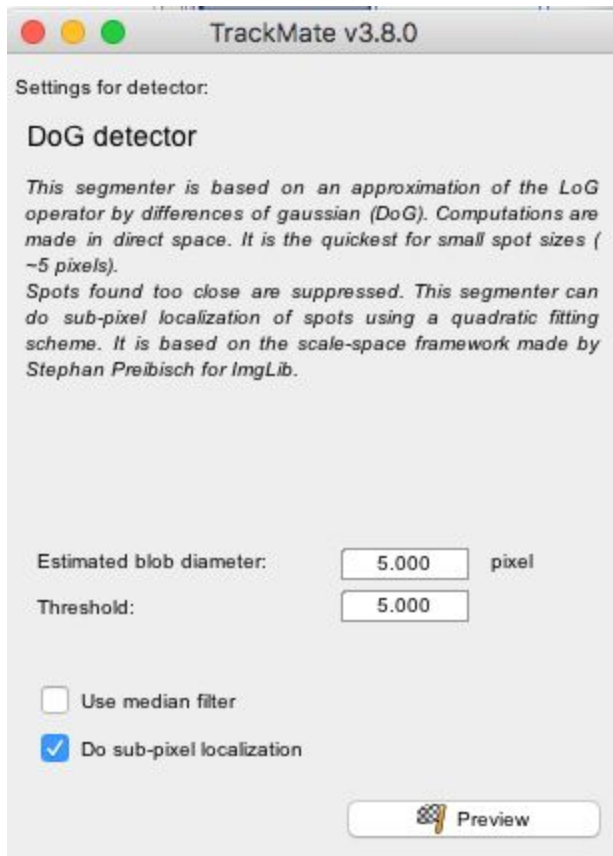 TrackMate v3.8.0
Settings for detector:
DoG detector
This segmenter is based on an approximation of the LoG
operator by differences of gaussian (DoG). Computations are
made in direct space. It is the quickest for small spot sizes (
~5 pixels).
Spots found too close are suppressed. This segmenter can
do sub-pixel localization of spots using a quadratic fitting
scheme. It is based on the scale-space framework made by
Stephan Preibisch for ImgLib.
Estimated blob diameter: 5.000 pixel
Threshold: 5.000
Use median filter
Do sub-pixel localization
Preview